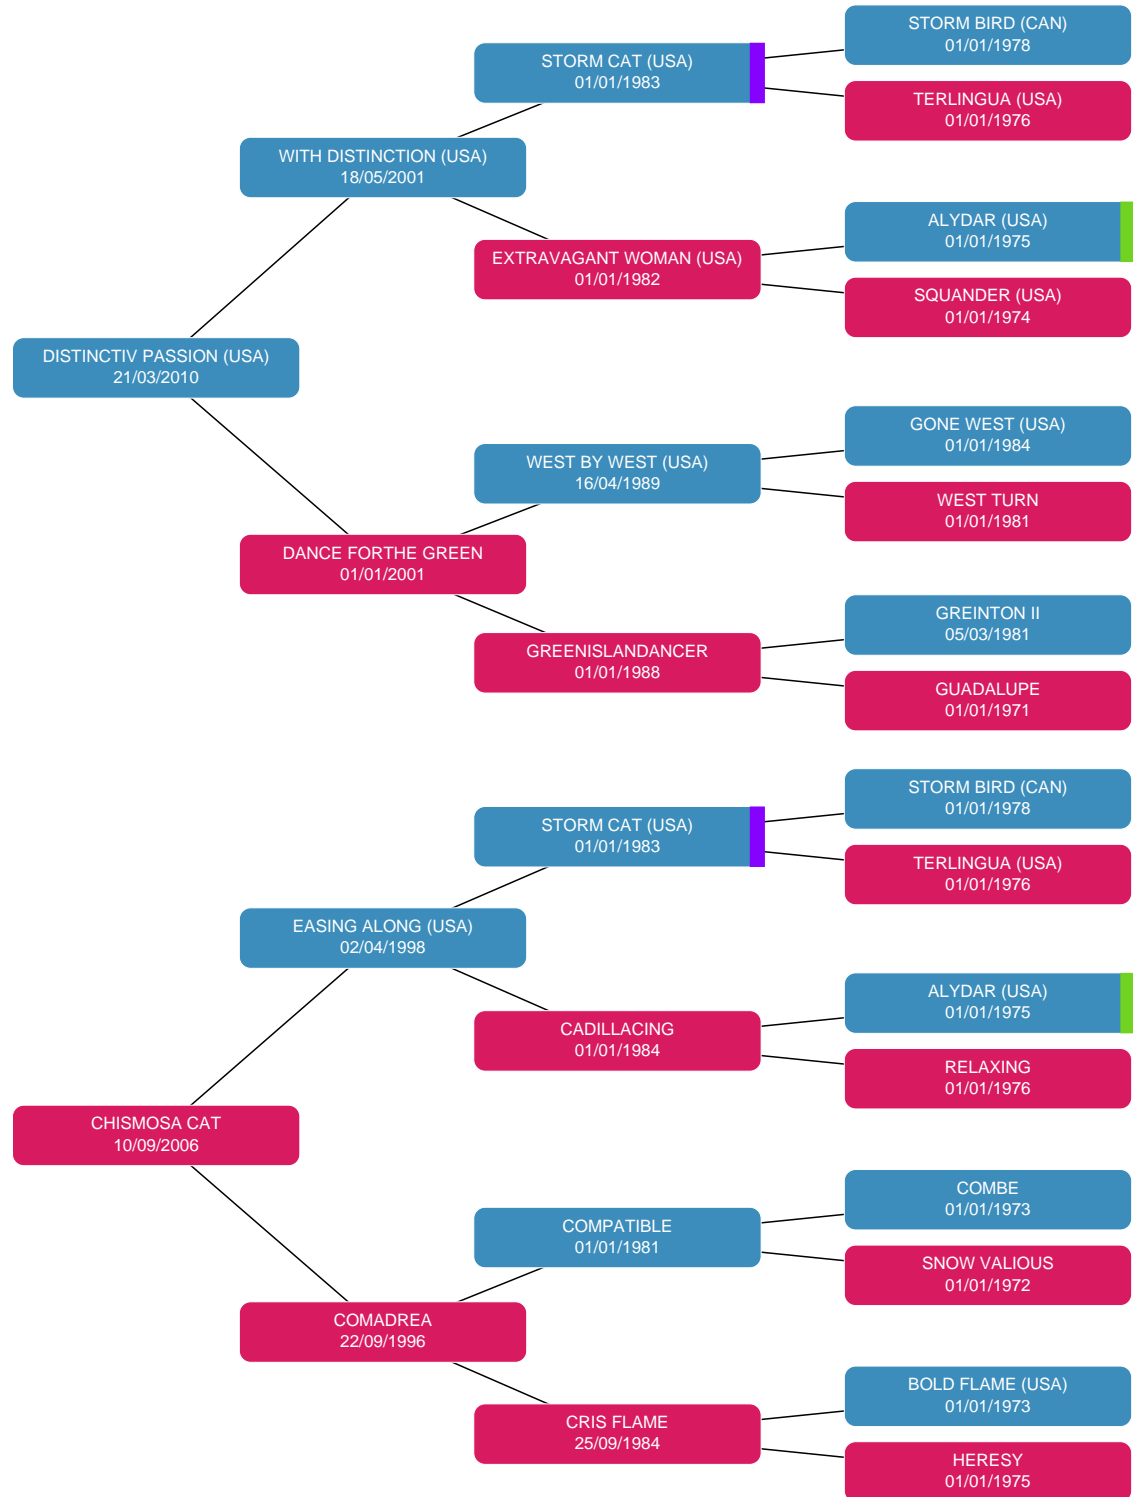 STORM BIRD (CAN)
01/01/1978
STORM CAT (USA)
01/01/1983
TERLINGUA (USA)
01/01/1976
WITH DISTINCTION (USA)
18/05/2001
ALYDAR (USA)
01/01/1975
EXTRAVAGANT WOMAN (USA)
01/01/1982
SQUANDER (USA)
01/01/1974
DISTINCTIV PASSION (USA)
21/03/2010
GONE WEST (USA)
01/01/1984
WEST BY WEST (USA)
16/04/1989
WEST TURN
01/01/1981
DANCE FORTHE GREEN
01/01/2001
GREINTON II
05/03/1981
GREENISLANDANCER
01/01/1988
GUADALUPE
01/01/1971
STORM BIRD (CAN)
01/01/1978
STORM CAT (USA)
01/01/1983
TERLINGUA (USA)
01/01/1976
EASING ALONG (USA)
02/04/1998
ALYDAR (USA)
01/01/1975
CADILLACING
01/01/1984
RELAXING
01/01/1976
CHISMOSA CAT
10/09/2006
COMBE
01/01/1973
COMPATIBLE
01/01/1981
SNOW VALIOUS
01/01/1972
COMADREA
22/09/1996
BOLD FLAME (USA)
01/01/1973
CRIS FLAME
25/09/1984
HERESY
01/01/1975